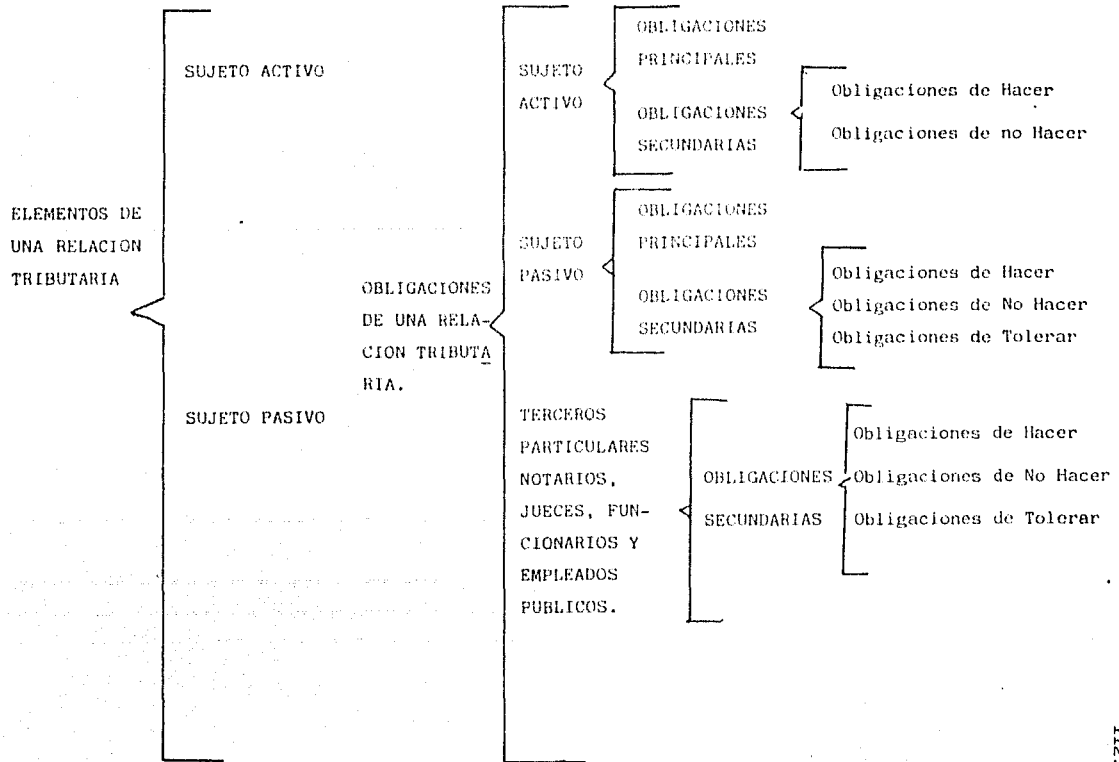 ELEMENTOS DE
UNA RELACION
TRIBUTARIA
SUJETO ACTIVO
SUJETO PASIVO
OBLIGACIONES
DE UNA RELA-
CION TRIBUTA
RIA.
SUJETO
ACTIVO
OBLIGACIONES
PRINCIPALES
OBLIGACIONES
SECUNDARIAS
Obligaciones de Hacer
Obligaciones de no Hacer
SUJETO
PASIVO
OBLIGACIONES
PRINCIPALES
OBLIGACIONES
SECUNDARIAS
Obligaciones de Hacer
Obligaciones de No Hacer
Obligaciones de Tolerar
TERCEROS
PARTICULARES
NOTARIOS,
JUECES, FUN-
CIONARIOS Y
EMPLEADOS
PUBLICOS.
OBLIGACIONES
SECUNDARIAS
Obligaciones de Hacer
Obligaciones de No Hacer
Obligaciones de Tolerar